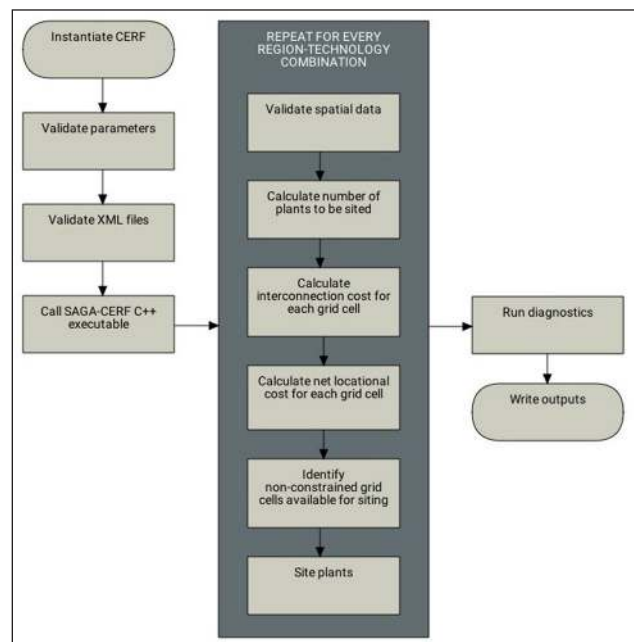 Instantiate CERF
Validate parameters
Validate XML files
Call SAGA-CERF C++
executable
REPEAT FOR EVERY
REGION-TECHNOLOGY
COMBINATION
Validate spatial data
Calculate number of
plants to be sited
Calculate
interconnection cost for
each grid cell
Calculate net locational
cost for each grid cell
Identify
non-constrained grid
cells available for siting
Site plants
Run diagnostics
Write outputs